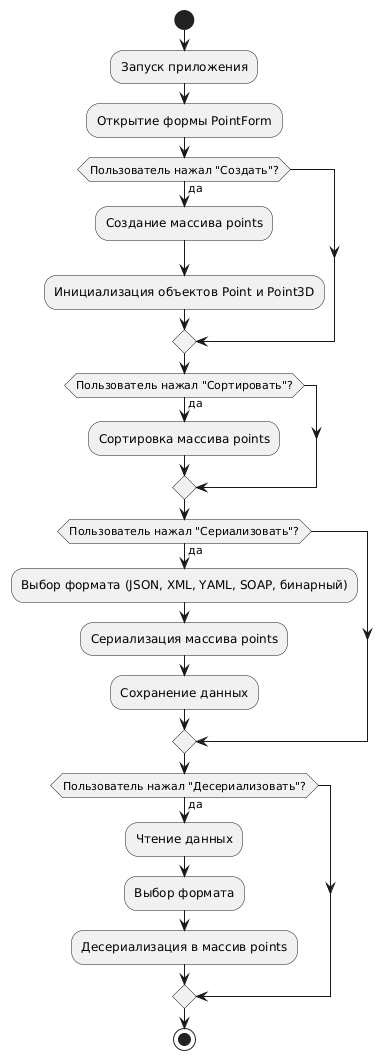 Запуск приложения
Открытие формы PointForm
Пользователь нажал "Создать"?
да
Создание массива points
Инициализация объектов Point и Point3D
Пользователь нажал "Сортировать"?
да
Сортировка массива points
Пользователь нажал "Сериализовать"?
да
Выбор формата (JSON, XML, YAML, SOAP, бинарный)
Сериализация массива points
Сохранение данных
Пользователь нажал "Десериализовать"?
да
Чтение данных
Выбор формата
Десериализация в массив points